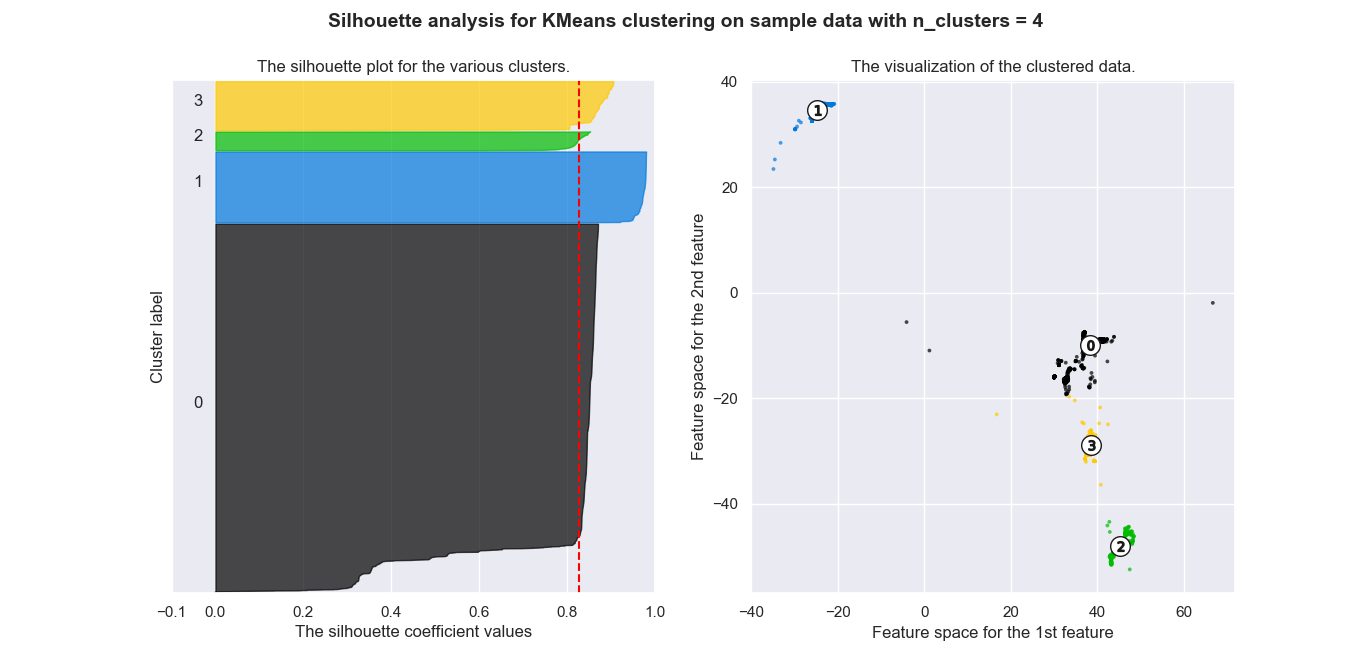 Silhouette analysis for KMeans clustering on sample data with n_clusters = 4
The silhouette plot for the various clusters.
3
2
1
0
Cluster label
−0.1 0.0 0.2 0.4 0.6 0.8 1.0
The silhouette coefficient values
The visualization of the clustered data.
40
20
0
−20
−40
Feature space for the 2nd feature
1
0
3
2
−40 −20 0 20 40 60
Feature space for the 1st feature